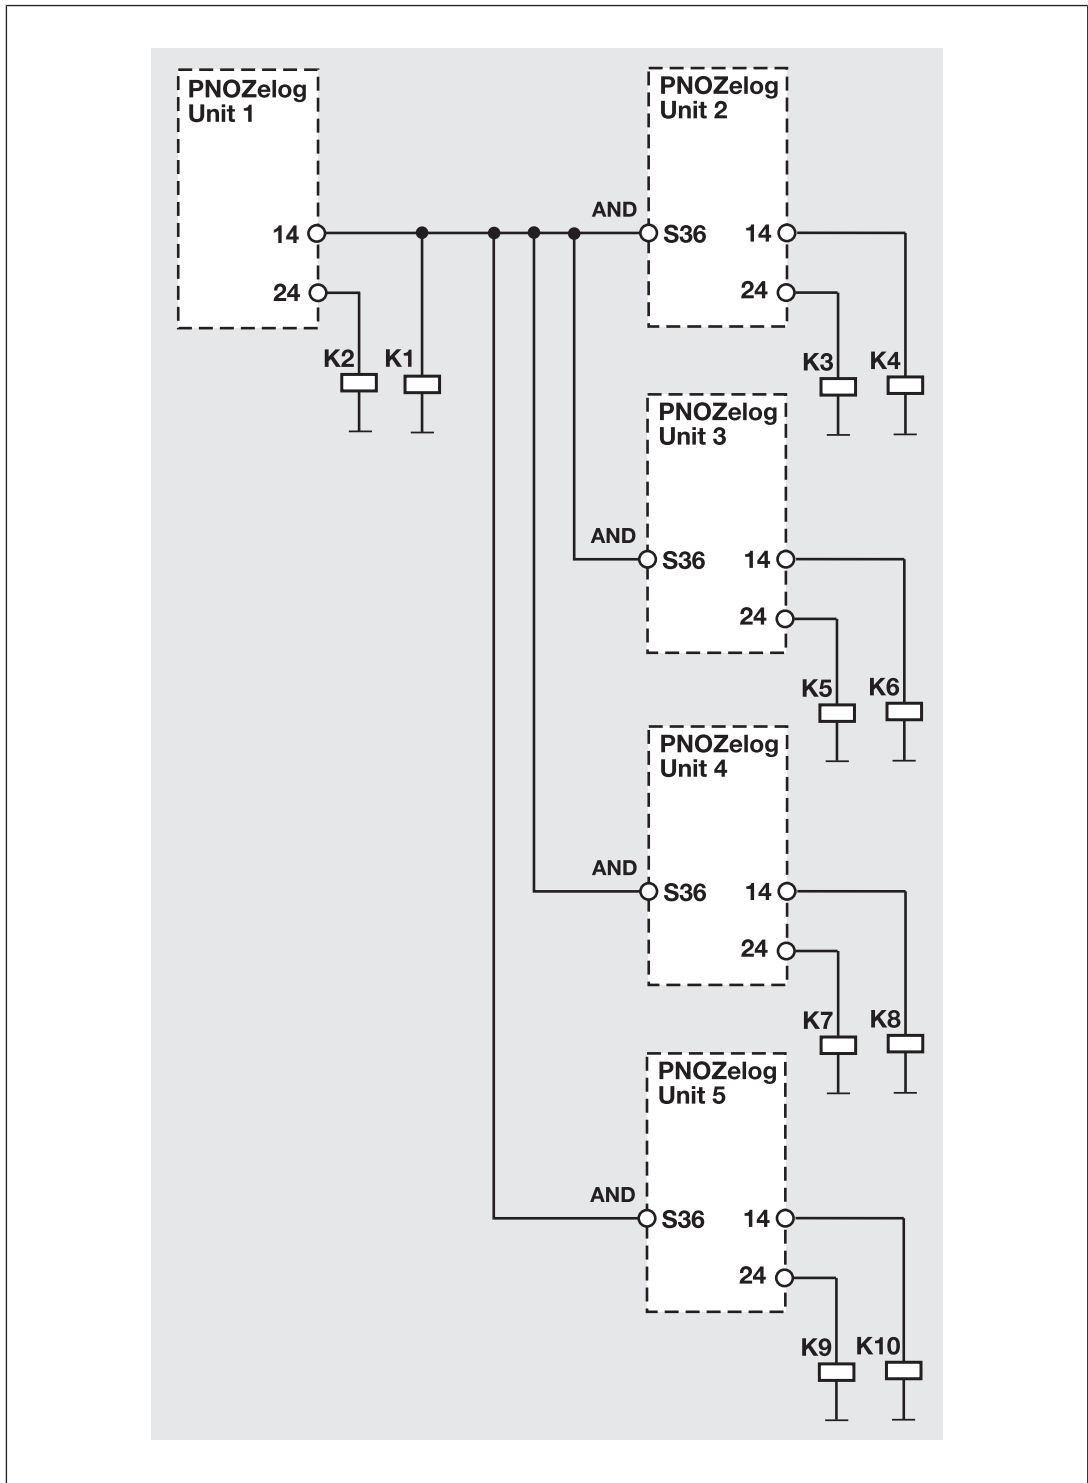 PNOZelog
Unit 1
14
24
K2 K1
PNOZelog
Unit 2
AND
S36 14
24
K3 K4
PNOZelog
Unit 3
AND
S36 14
24
K5 K6
PNOZelog
Unit 4
AND
S36 14
24
K7 K8
PNOZelog
Unit 5
AND
S36 14
24
K9 K10